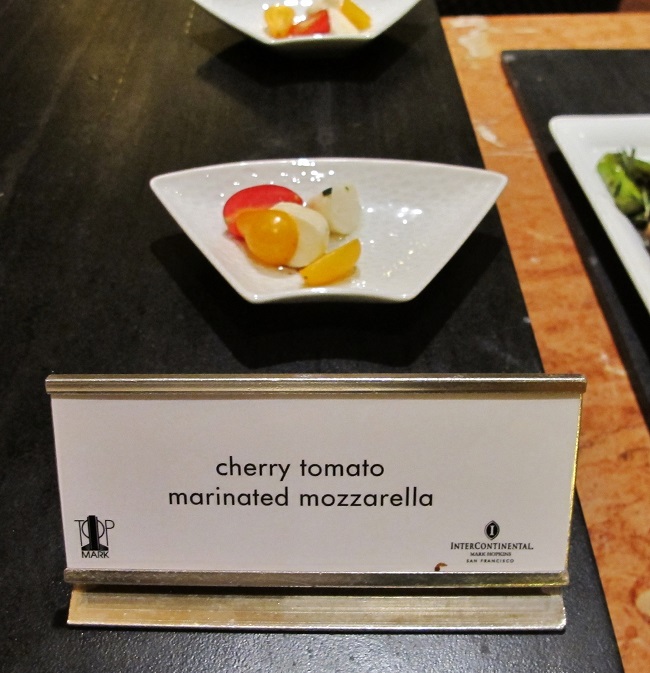 cherry tomato
marinated mozzarella
TOP
MARK
I
INTERCONTINENTAL
MARK HOPKINS
SAN FRANCISCO